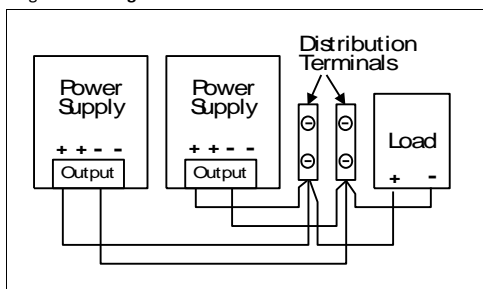 Distribution
Terminals
Power
Supply
+ + - -
Output
Power
Supply
+ + - -
Output
Load
+ -